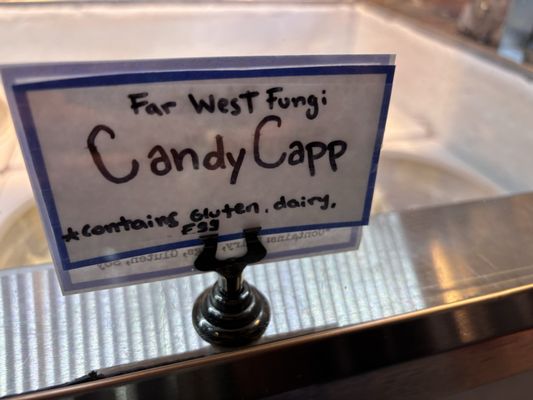 Far West Fungi
Candy Capp
*contains Gluten, dairy,
Egg